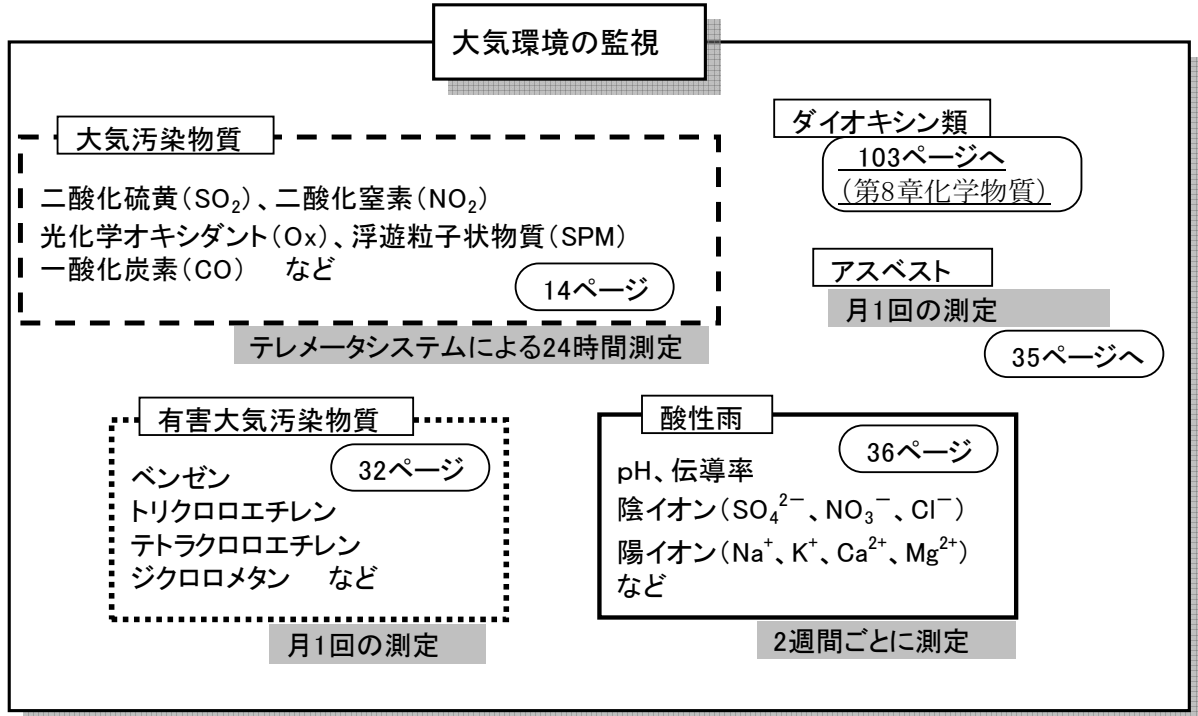 大気環境の監視
大気汚染物質
二酸化硫黄(SO₂)、二酸化窒素(NO₂)
光化学オキシダント(Ox)、浮遊粒子状物質(SPM)
一酸化炭素(CO) など
14ページ
テレメータシステムによる24時間測定
ダイオキシン類
103ページへ
(第8章化学物質)
アスベスト
月1回の測定
35ページへ
有害大気汚染物質
32ページ
ベンゼン
トリクロロエチレン
テトラクロロエチレン
ジクロロメタン など
月1回の測定
酸性雨
36ページ
pH、伝導率
陰イオン(SO₄²⁻、NO₃⁻、Cl⁻)
陽イオン(Na⁺、K⁺、Ca²⁺、Mg²⁺)
など
2週間ごとに測定